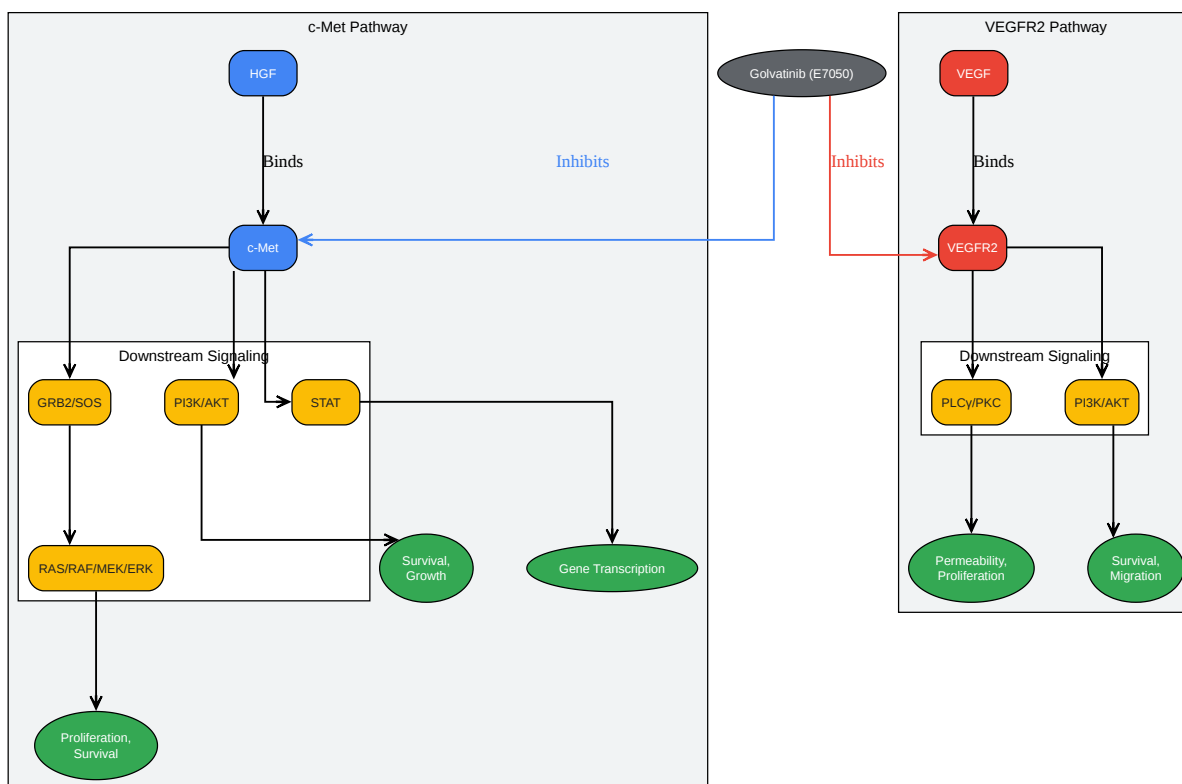 c-Met Pathway
VEGFR2 Pathway
HGF
Golvatinib (E7050)
VEGF
Binds
Inhibits
Inhibits
Binds
c-Met
VEGFR2
Downstream Signaling
Downstream Signaling
GRB2/SOS
PI3K/AKT
STAT
PLCγ/PKC
PI3K/AKT
RAS/RAF/MEK/ERK
Survival,
Growth
Gene Transcription
Permeability,
Proliferation
Survival,
Migration
Proliferation,
Survival